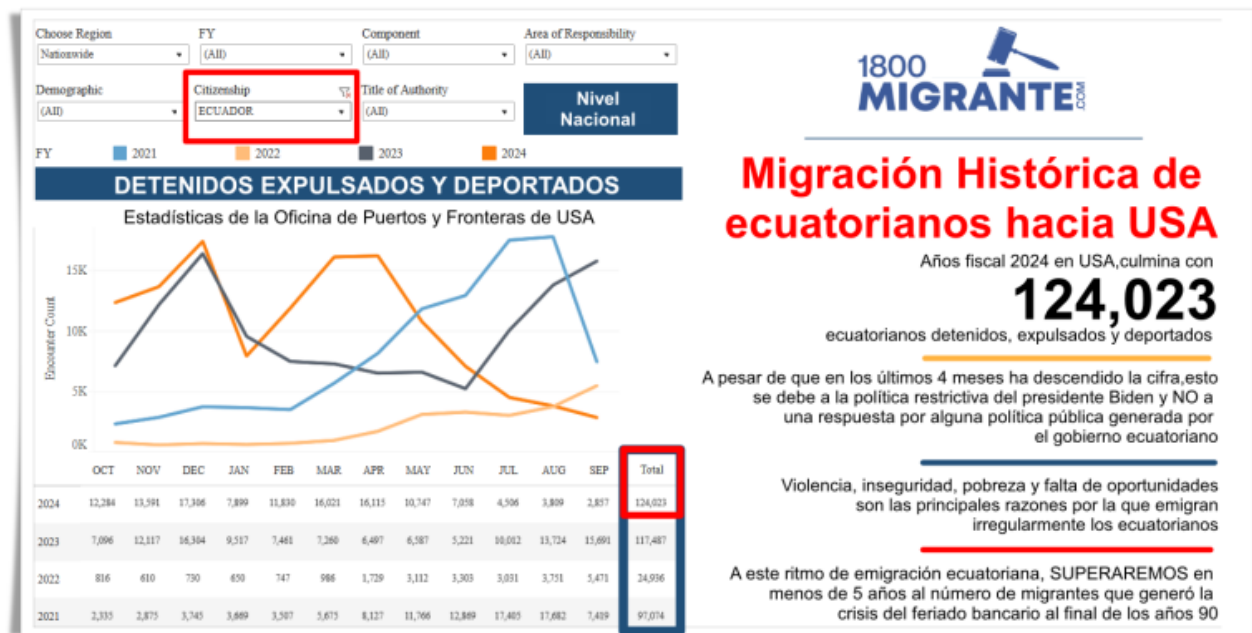 Choose Region FY Component Area of Responsibility
Nationwide (All) (All) (All)
Demographic Citizenship Title of Authority
(All) ECUADOR (All)
Nivel
Nacional
FY 2021 2022 2023 2024
DETENIDOS EXPULSADOS Y DEPORTADOS
Estadísticas de la Oficina de Puertos y Fronteras de USA
Encounter Count
15K
10K
5K
0K
OCT NOV DEC JAN FEB MAR APR MAY JUN JUL AUG SEP Total
2024 12,284 13,591 17,306 7,899 11,830 16,021 16,115 10,747 7,058 4,506 3,809 2,857 124,023
2023 7,096 12,117 16,304 9,517 7,461 7,260 6,497 6,587 5,221 10,012 13,724 15,691 117,487
2022 816 610 730 650 747 986 1,729 3,112 3,303 3,031 3,751 5,471 24,936
2021 2,335 2,875 3,745 3,669 3,507 5,675 8,127 11,766 12,869 17,405 17,682 7,419 97,074
1800
MIGRANTE.COM
Migración Histórica de
ecuatorianos hacia USA
Años fiscal 2024 en USA,culmina con
124,023
ecuatorianos detenidos, expulsados y deportados
A pesar de que en los últimos 4 meses ha descendido la cifra,esto
se debe a la política restrictiva del presidente Biden y NO a
una respuesta por alguna política pública generada por
el gobierno ecuatoriano
Violencia, inseguridad, pobreza y falta de oportunidades
son las principales razones por la que emigran
irregularmente los ecuatorianos
A este ritmo de emigración ecuatoriana, SUPERAREMOS en
menos de 5 años al número de migrantes que generó la
crisis del feriado bancario al final de los años 90